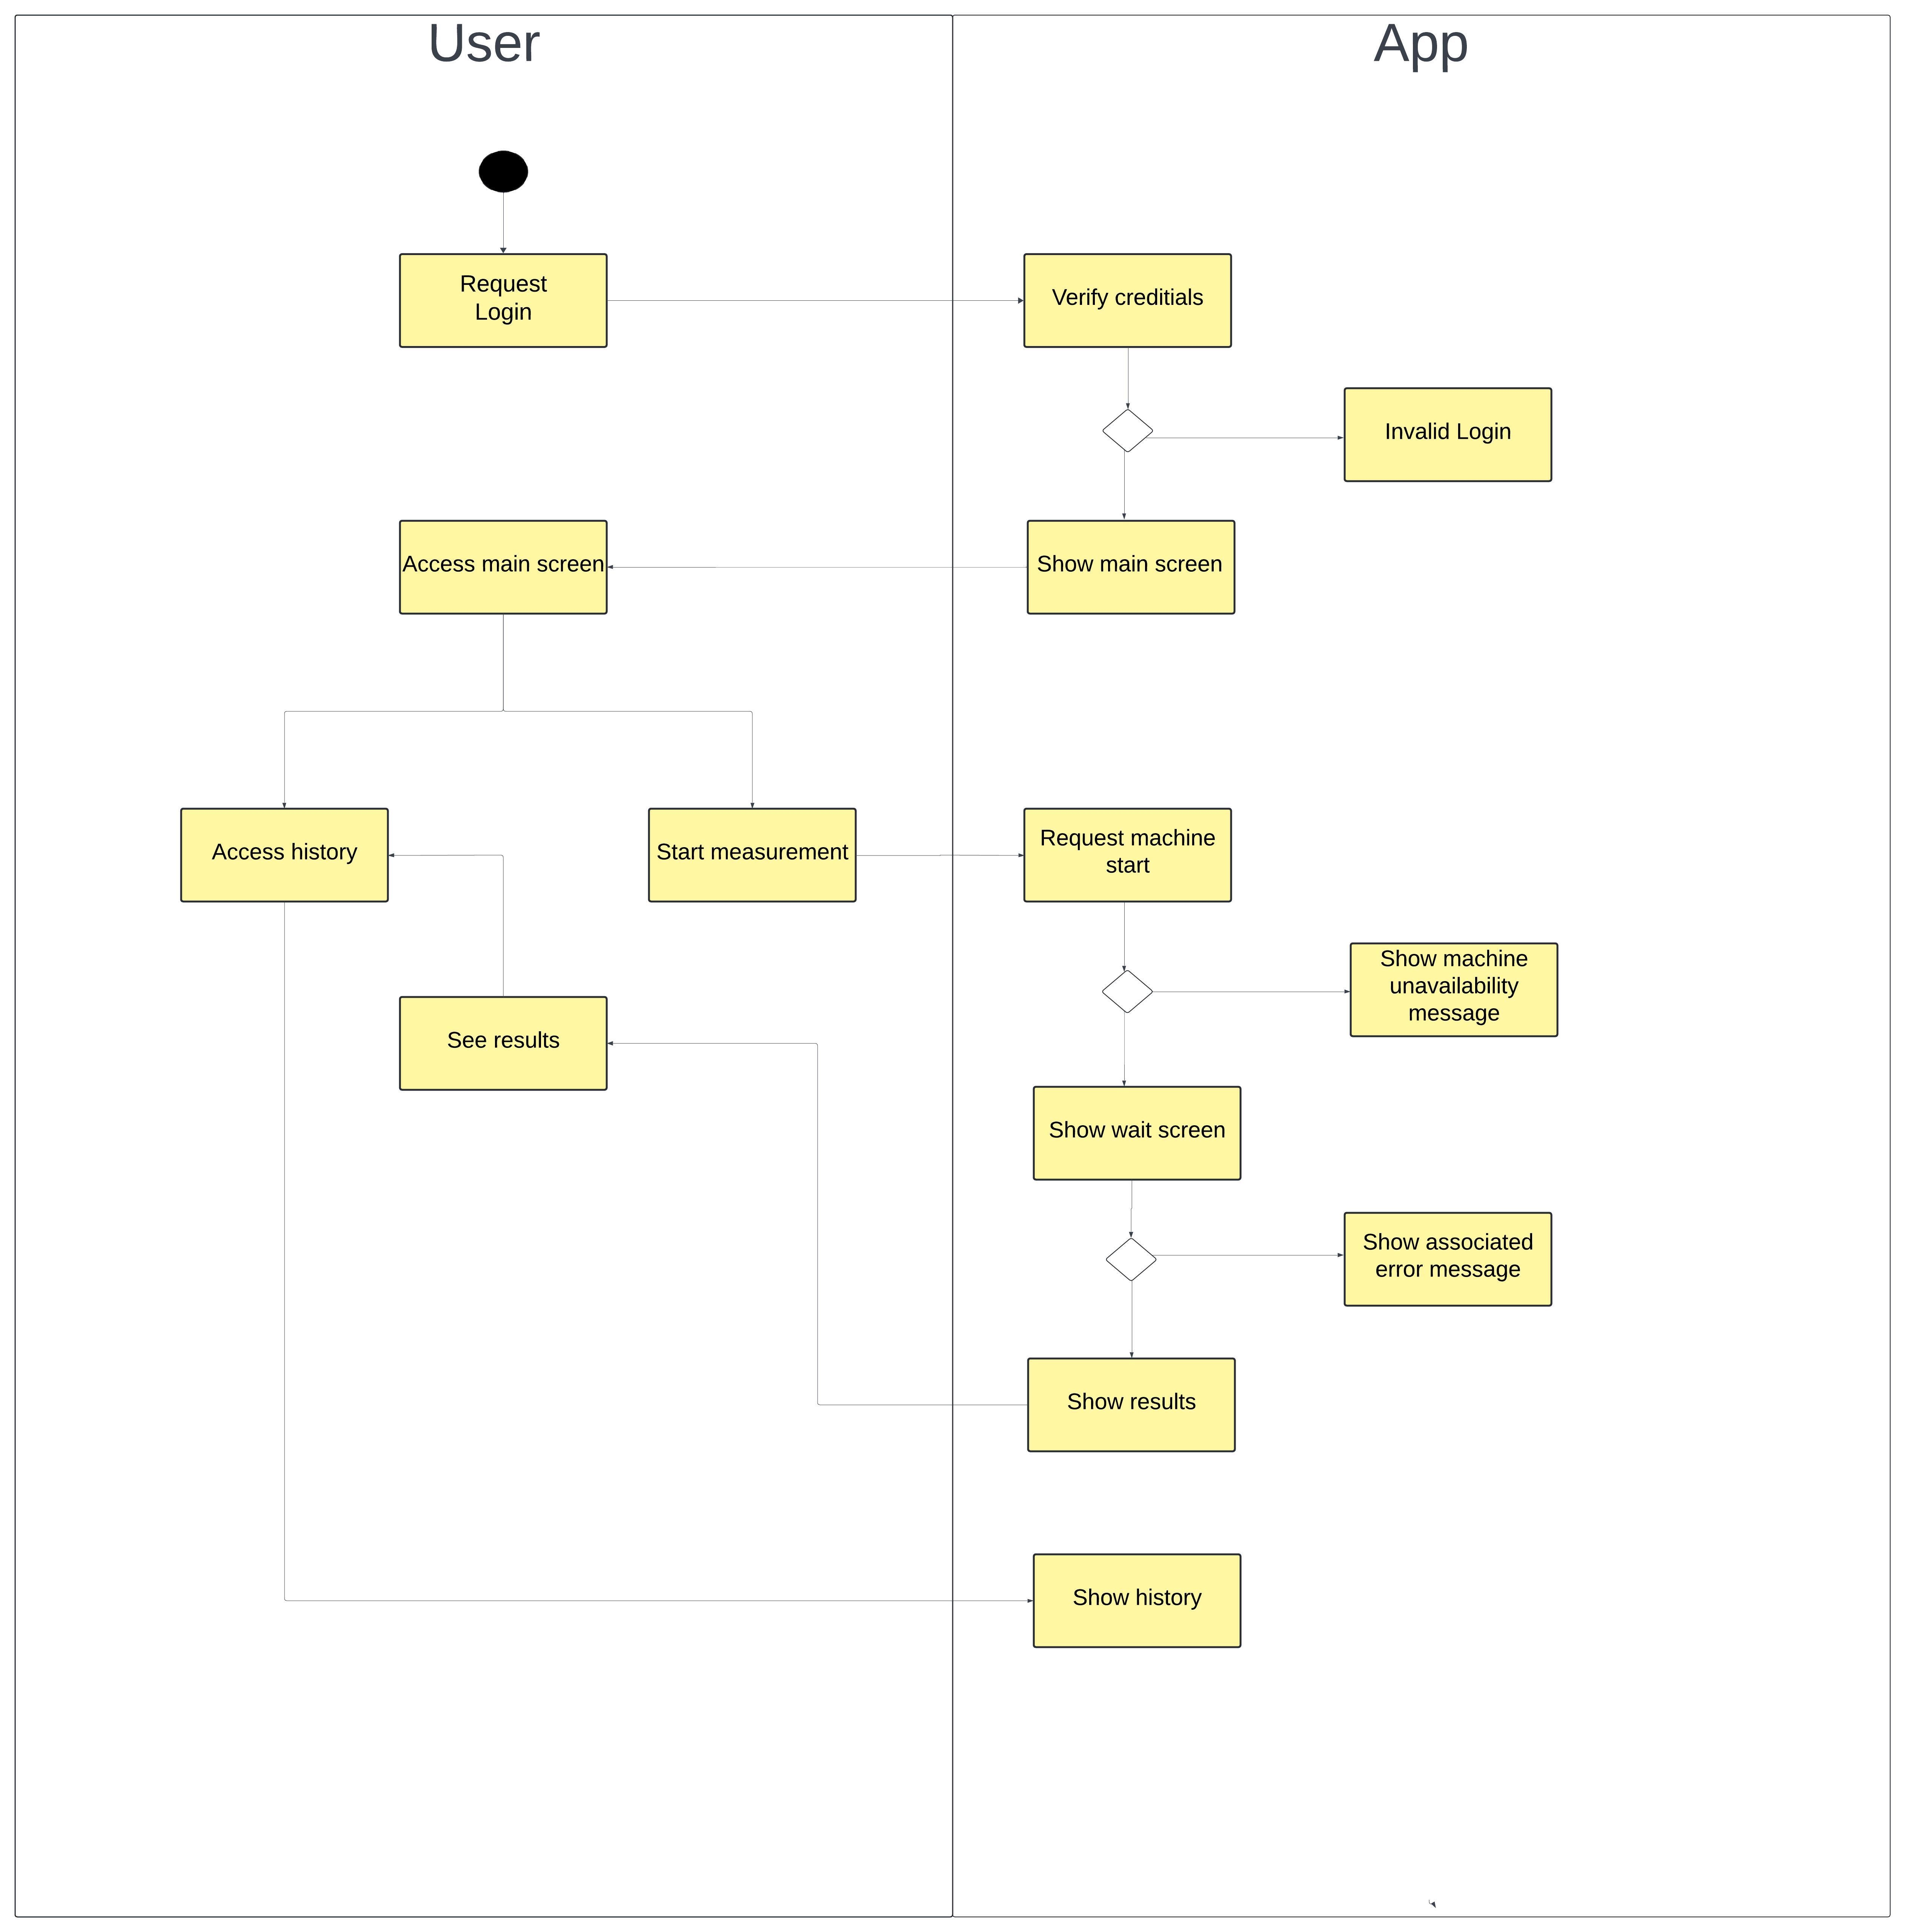 User
App
Request
Login
Verify creditials
Invalid Login
Access main screen
Show main screen
Access history
Start measurement
Request machine
start
Show machine
unavailability
message
See results
Show wait screen
Show associated
error message
Show results
Show history